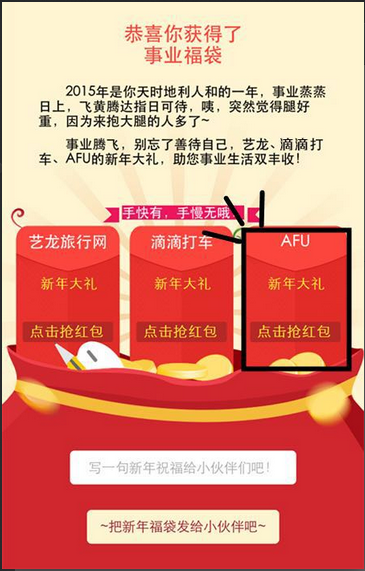 恭喜你获得了
事业福袋
2015年是你天时地利人和的一年，事业蒸蒸
日上，飞黄腾达指日可待，咦，突然觉得腿好
重，因为来抱大腿的人多了~
事业腾飞，别忘了善待自己，艺龙、滴滴打
车、AFU的新年大礼，助您事业生活双丰收！
手快有，手慢无哦
艺龙旅行网
滴滴打车
AFU
新年大礼
新年大礼
新年大礼
点击抢红包
点击抢红包
点击抢红包
写一句新年祝福给小伙伴们吧！
~把新年福袋发给小伙伴吧~